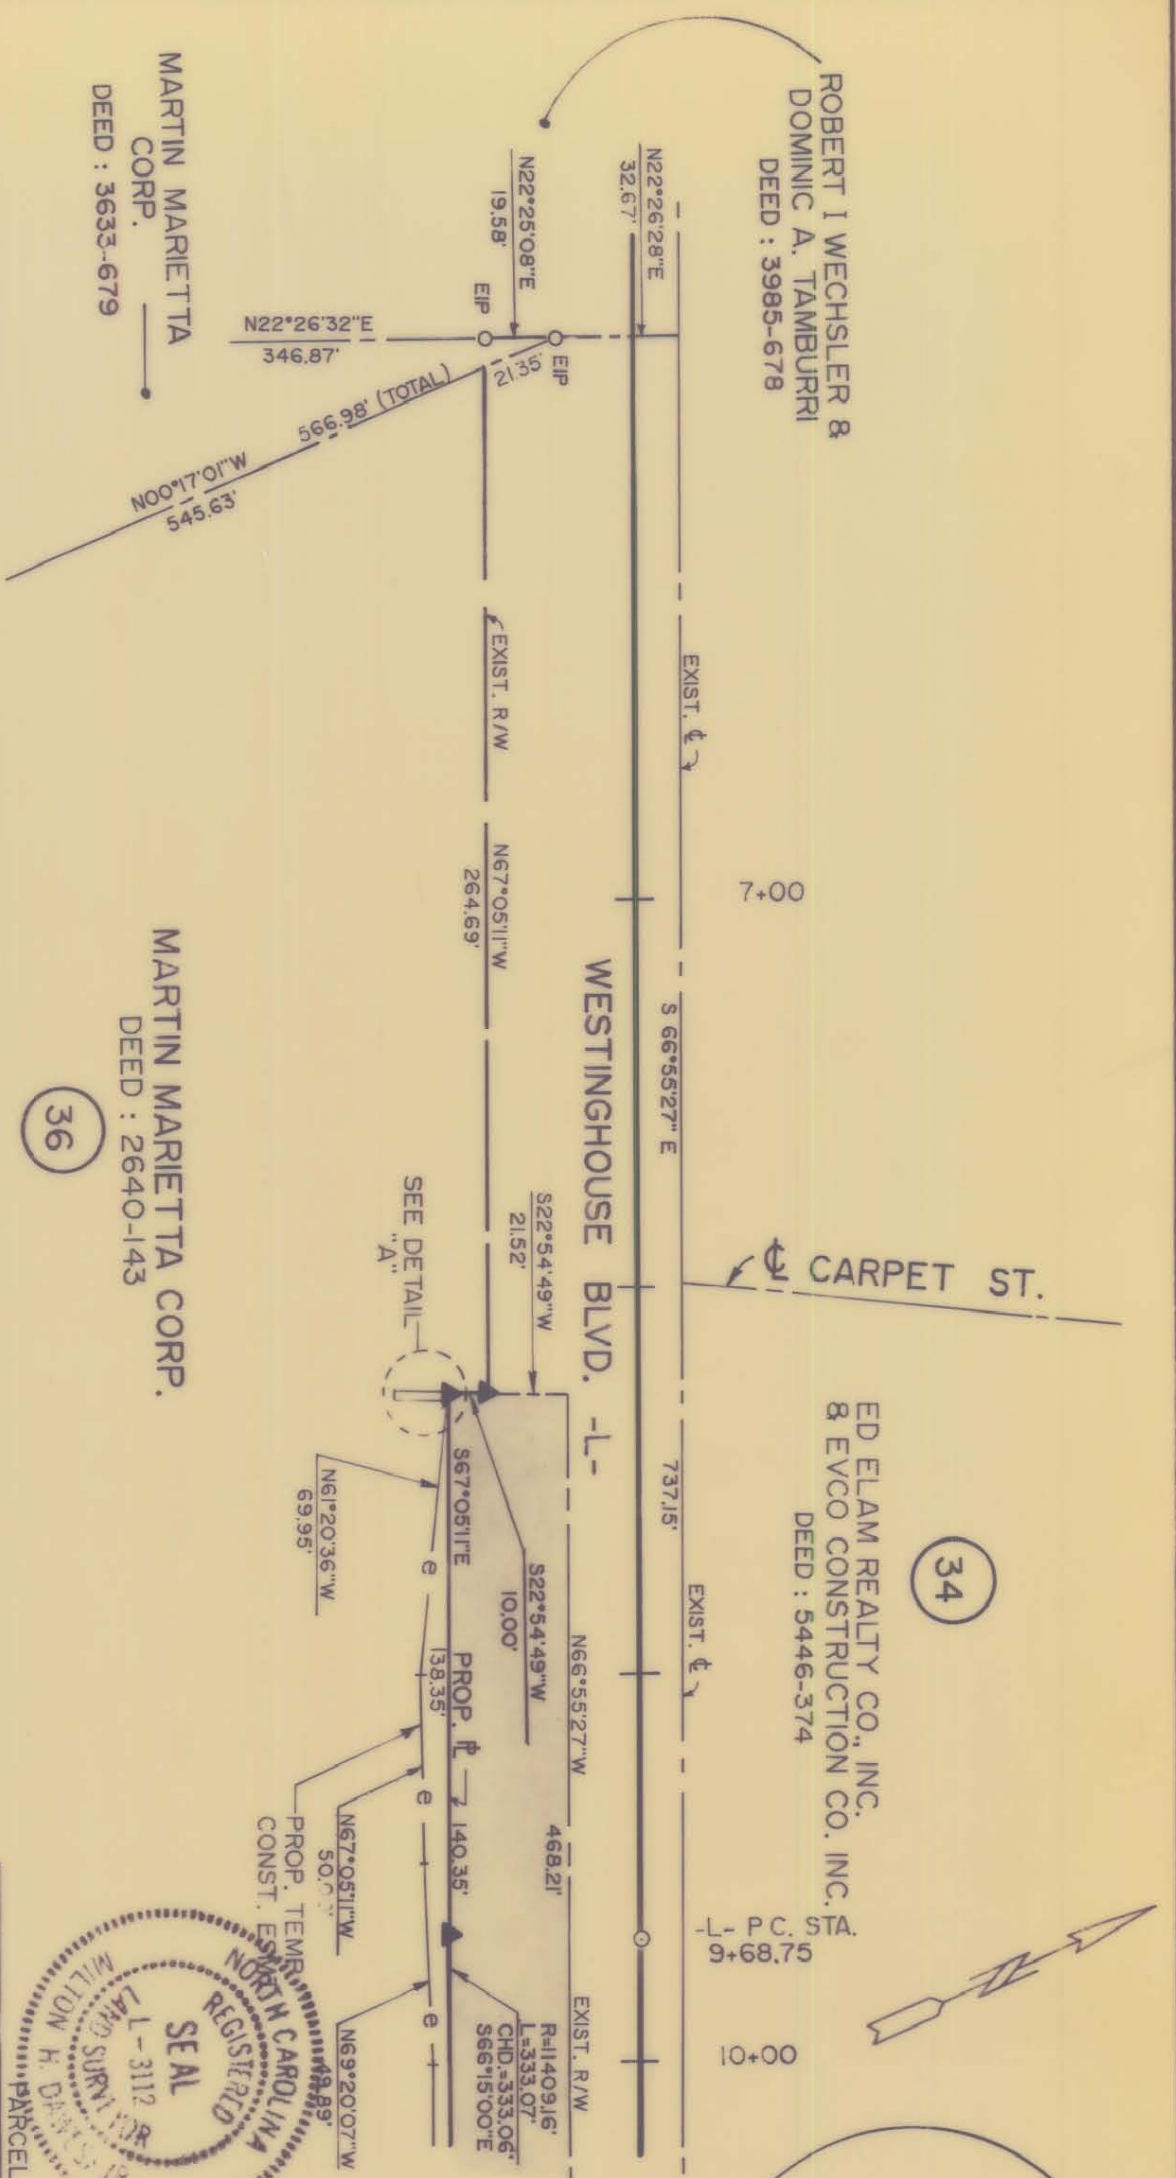 ROBERT I WECHSLER &
DOMINIC A. TAMBURRI
DEED : 3985-678
N22°26'28"E
32.67'
N22°25'08"E
19.58'
EIP
EIP
21.35'
MARTIN MARIETTA
CORP.
DEED : 3633-679
N22°26'32"E
346.87'
566.98' (TOTAL)
N00°17'01"W
545.63'
EXIST. ℄
EXIST. R/W
7+00
N67°05'11"W
264.69'
S 66°55'27" E
WESTINGHOUSE BLVD. -L-
MARTIN MARIETTA CORP.
DEED : 2640-143
36
℄ CARPET ST.
S22°54'49"W
21.52'
SEE DETAIL
"A"
ED ELAM REALTY CO., INC.
& EVCO CONSTRUCTION CO. INC.
DEED : 5446-374
34
737.15'
EXIST. ℄
S67°05'11"E
138.35'
N61°20'36"W
69.95'
S22°54'49"W
10.00'
N66°55'27"W
468.21'
e
PROP. ℄
140.35'
e
PROP. TEMP.
CONST.
N67°05'11"W
-L- P.C. STA.
9+68.75
10+00
EXIST. R/W
R=11409.16'
L=333.07'
CHD.=333.06'
S66°15'00"E
e
N69°20'07"W
49.89'
NORTH CAROLINA
REGISTERED
SEAL
L-3112
LAND SURVEYOR
MILTON H.
PARCEL